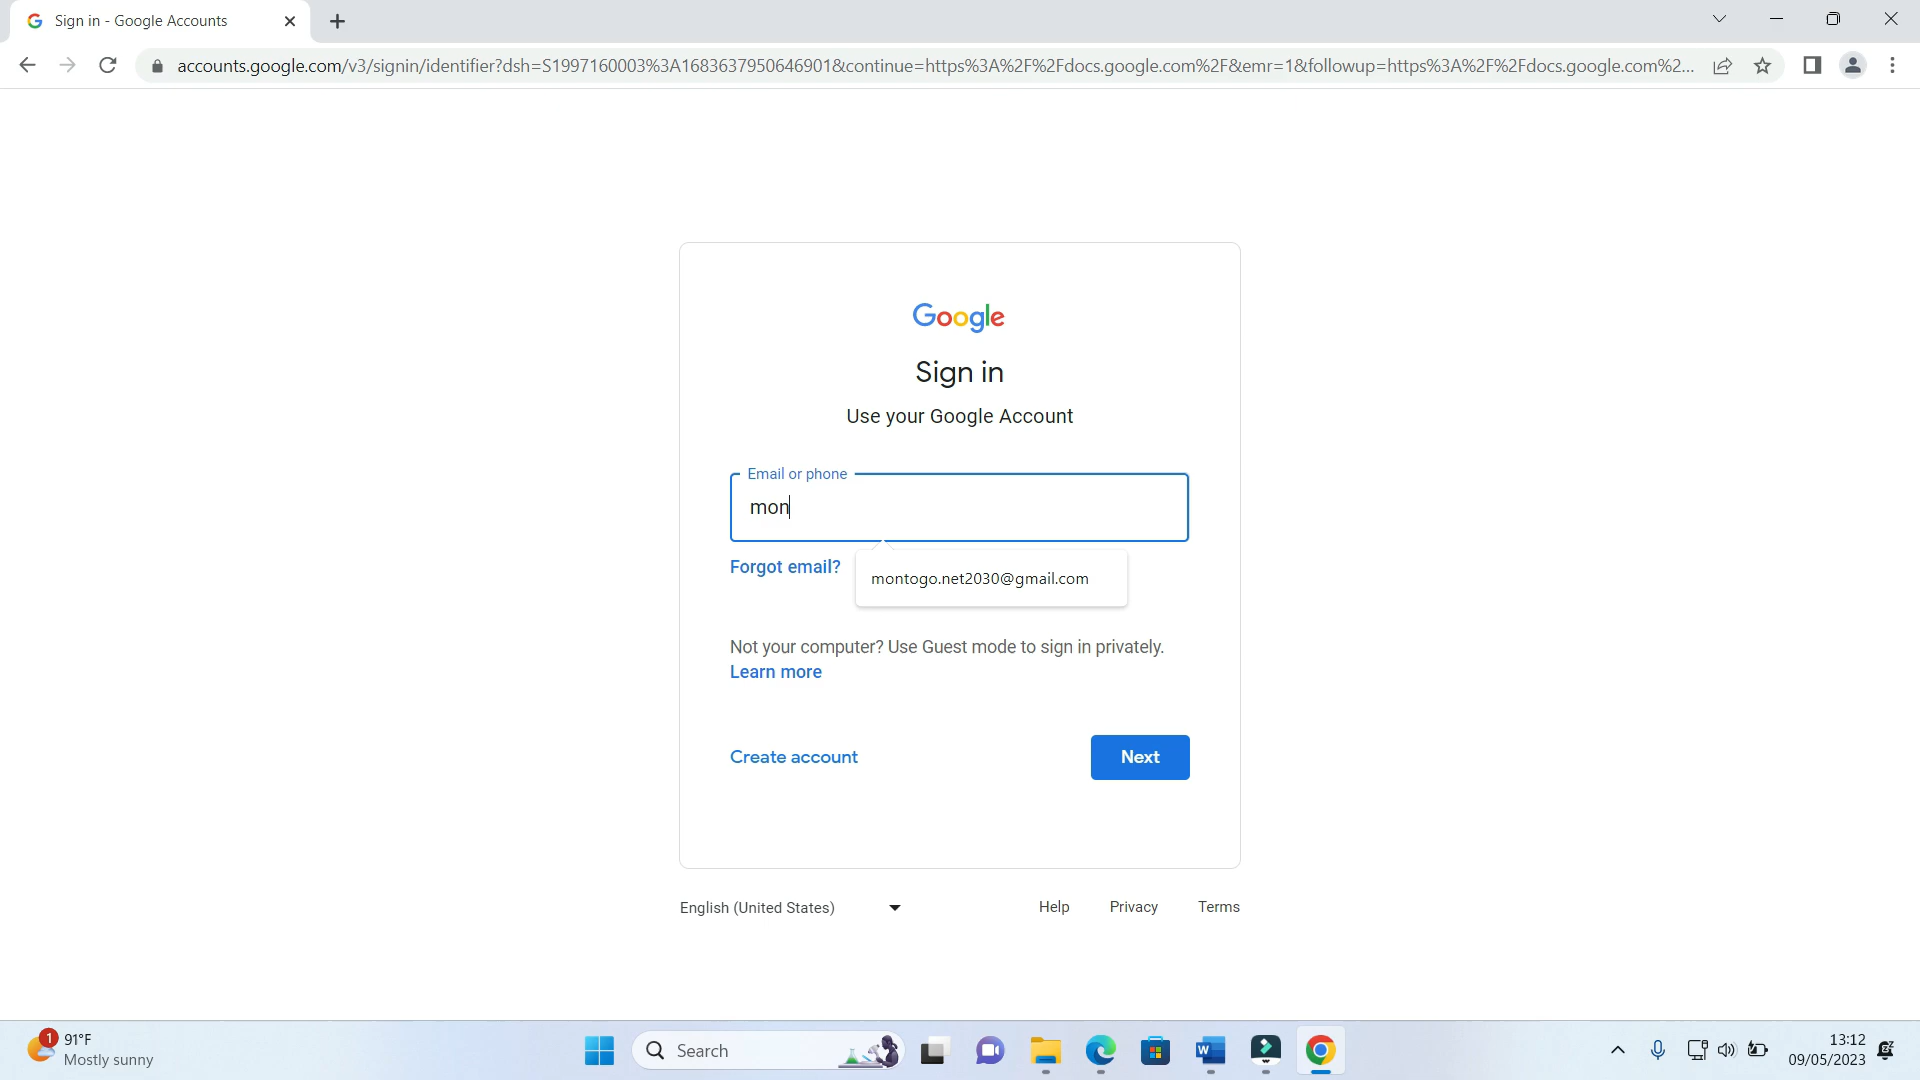 Sign in - Google Accounts
accounts.google.com/v3/signin/identifier?dsh=S1997160003%3A1683637950646901&continue=https%3A%2F%2Fdocs.google.com%2F&emr=1&followup=https%3A%2F%2Fdocs.google.com%2...
Google
Sign in
Use your Google Account
Email or phone
mon
Forgot email?
montogo.net2030@gmail.com
Not your computer? Use Guest mode to sign in privately.
Learn more
Create account
Next
English (United States)
Help
Privacy
Terms
1
91°F
Mostly sunny
Search
W
13:12
09/05/2023